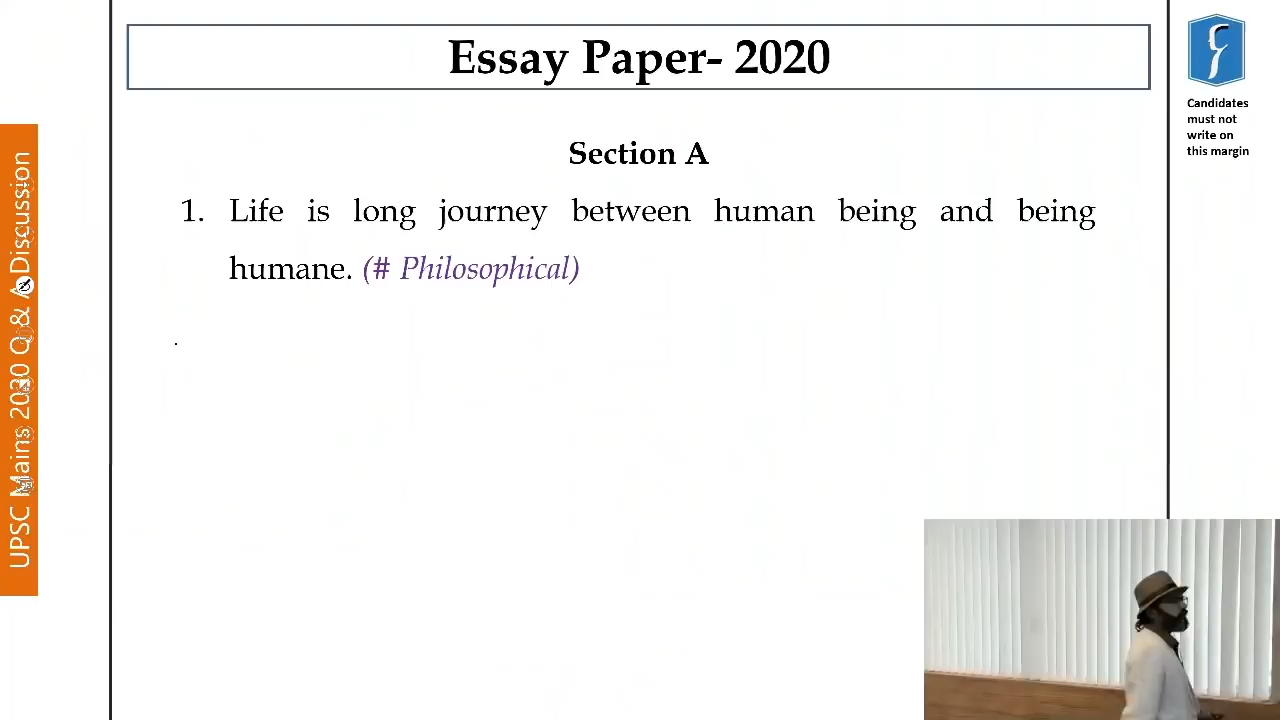 Essay Paper- 2020
Candidates
must not
write on
this margin
Section A
1. Life is long journey between human being and being
humane. (# Philosophical)
.
UPSC Mains 2020 Q & A Discussion